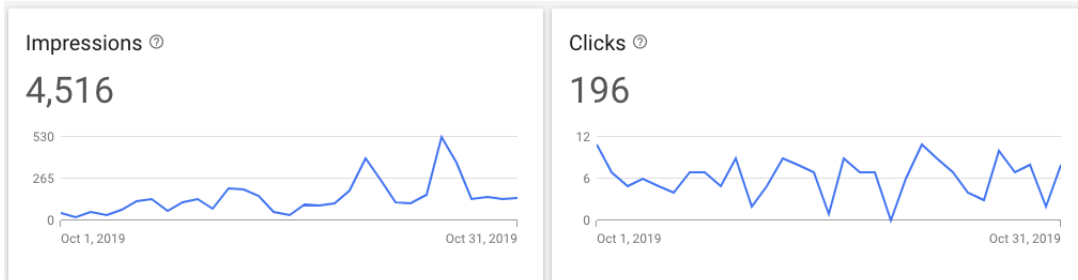 Impressions
4,516
530
265
0
Oct 1, 2019
Oct 31, 2019
Clicks
196
12
6
0
Oct 1, 2019
Oct 31, 2019